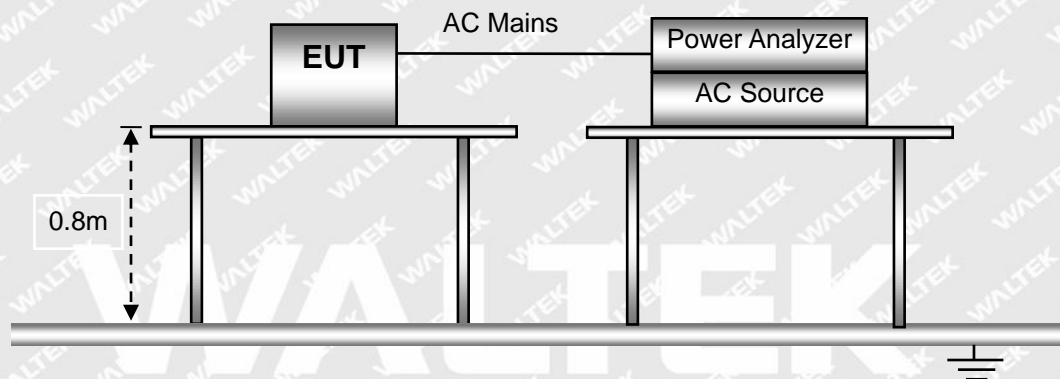 AC Mains
EUT
Power Analyzer
AC Source
0.8m
WALTEK